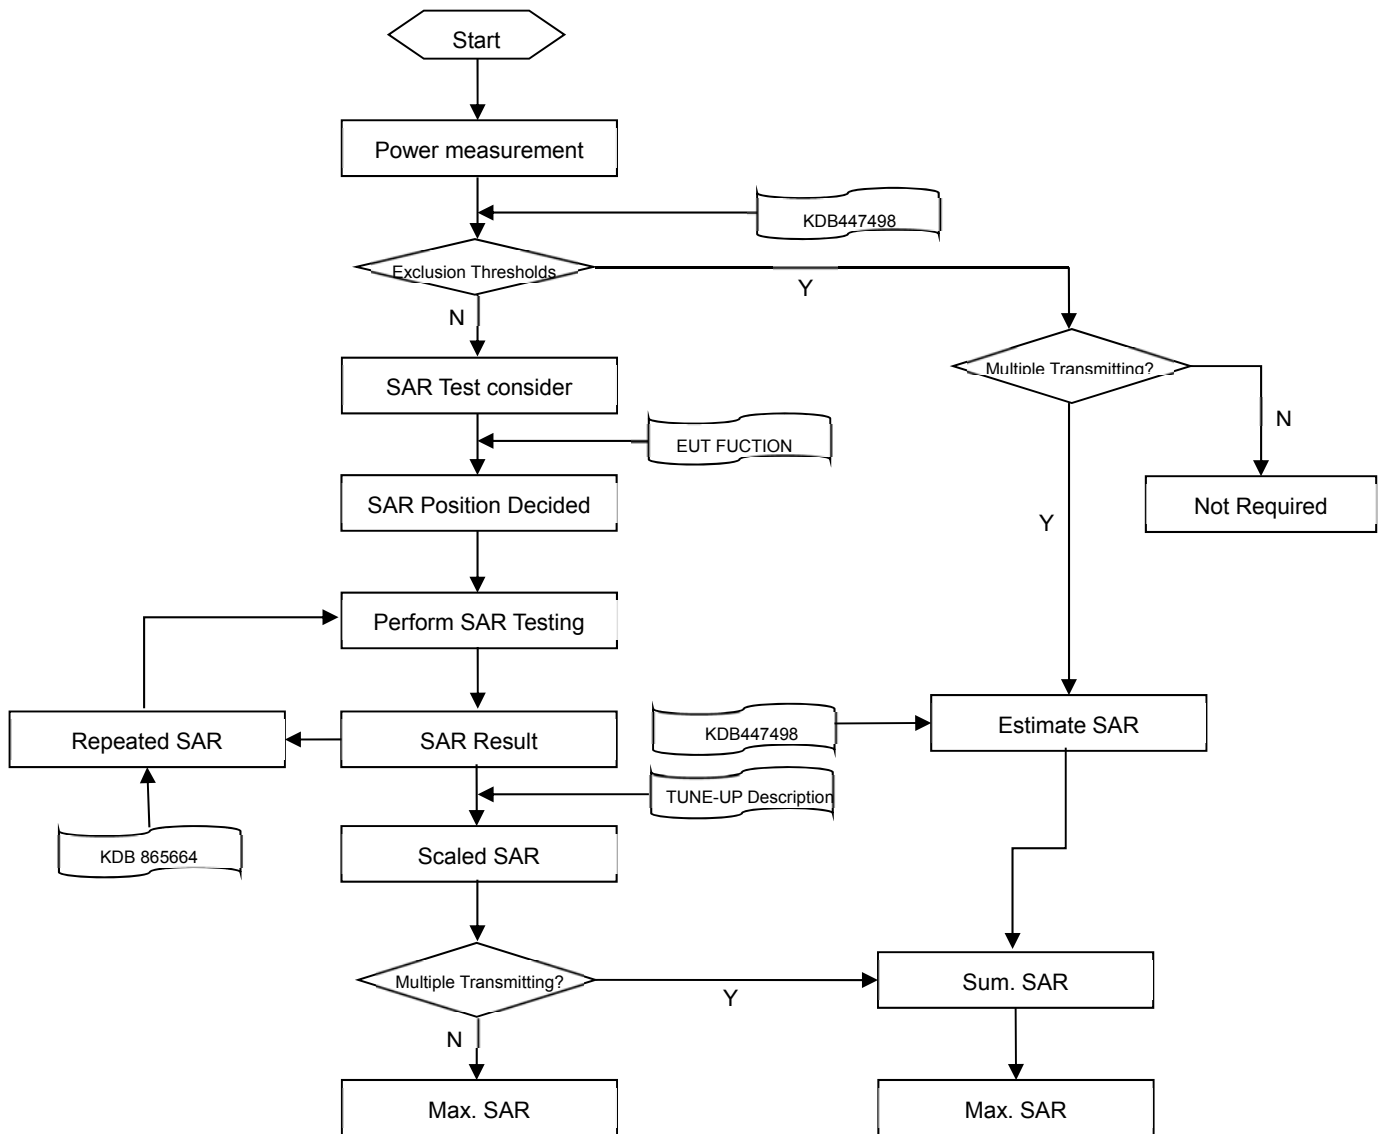 Start
Power measurement
KDB447498
Exclusion Thresholds
Y
N
Multiple Transmitting?
SAR Test consider
N
EUT FUCTION
SAR Position Decided
Not Required
Y
Perform SAR Testing
Repeated SAR
SAR Result
KDB447498
Estimate SAR
TUNE-UP Description
KDB 865664
Scaled SAR
Multiple Transmitting?
Y
Sum. SAR
N
Max. SAR
Max. SAR